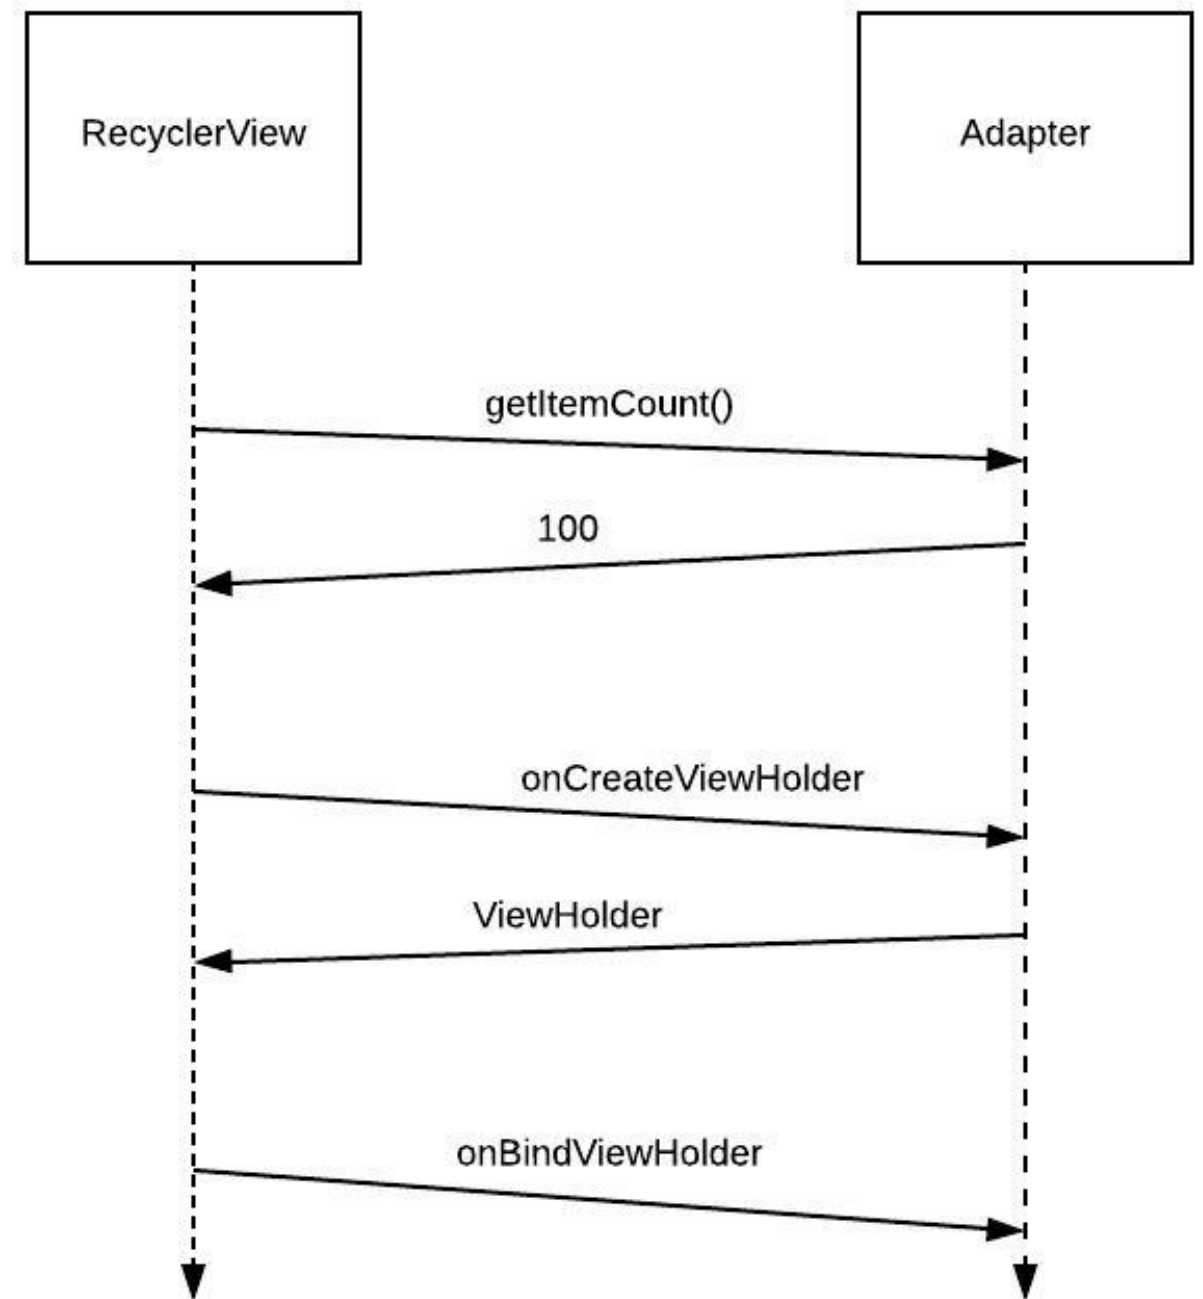 RecyclerView
Adapter
getItemCount()
100
onCreateViewHolder
ViewHolder
onBindViewHolder